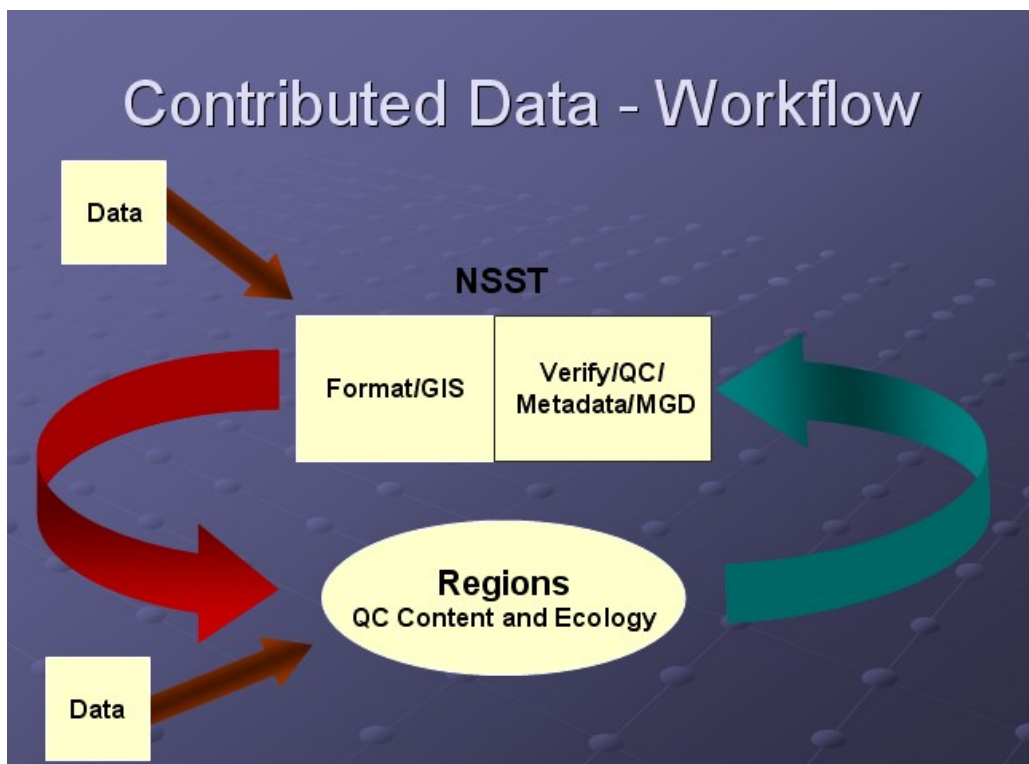 Contributed Data - Workflow
Data
NSST
Format/GIS
Verify/QC/
Metadata/MGD
Regions
QC Content and Ecology
Data